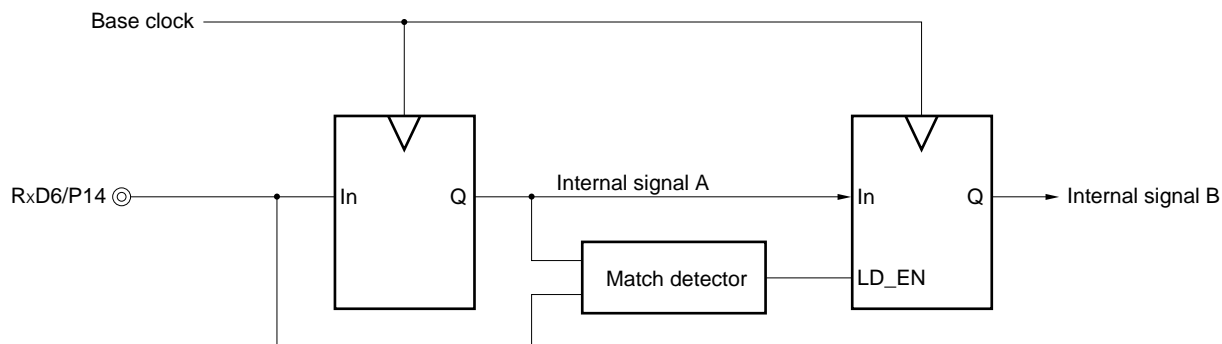 Base clock
RxD6/P14
In
Q
Internal signal A
In
Q
Internal signal B
Match detector
LD_EN